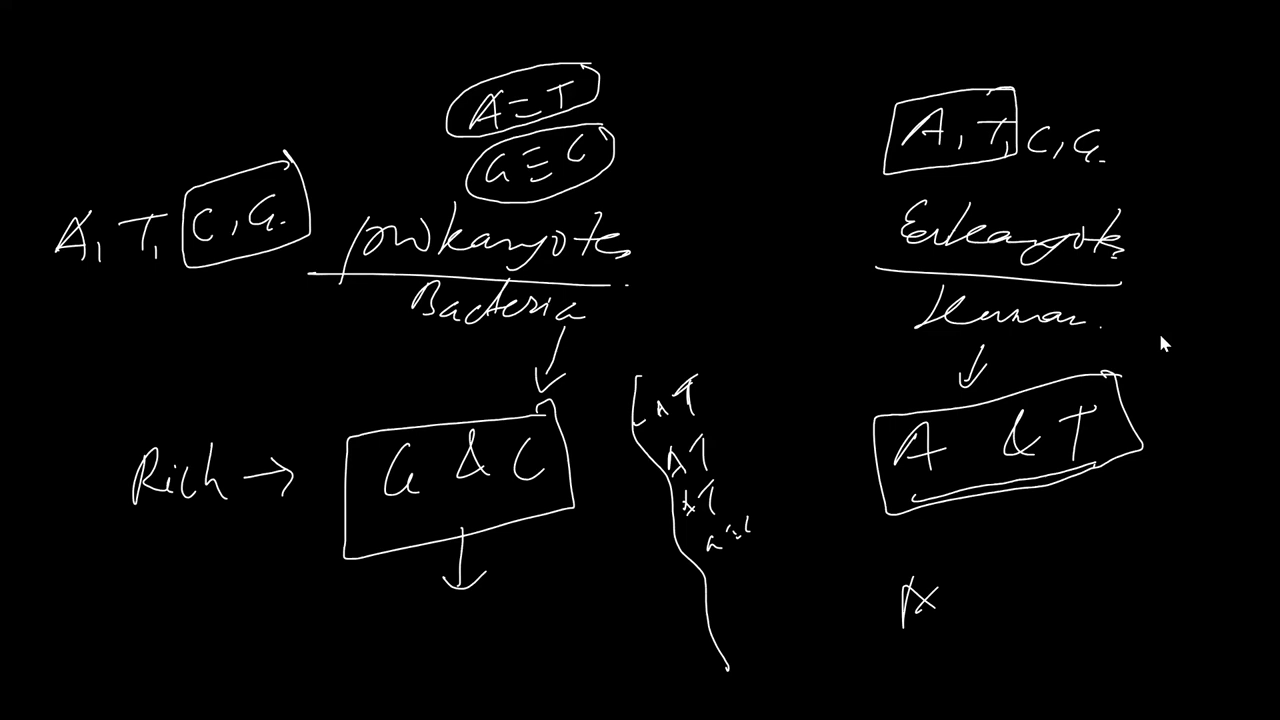 A = T
G ≡ C
A, T, C, G.
prokaryotes
Bacteria
A, T, C, G.
Eukaryotes
Human.
Rich → G & C
A T
A T
A T
G ≡ C
A & T